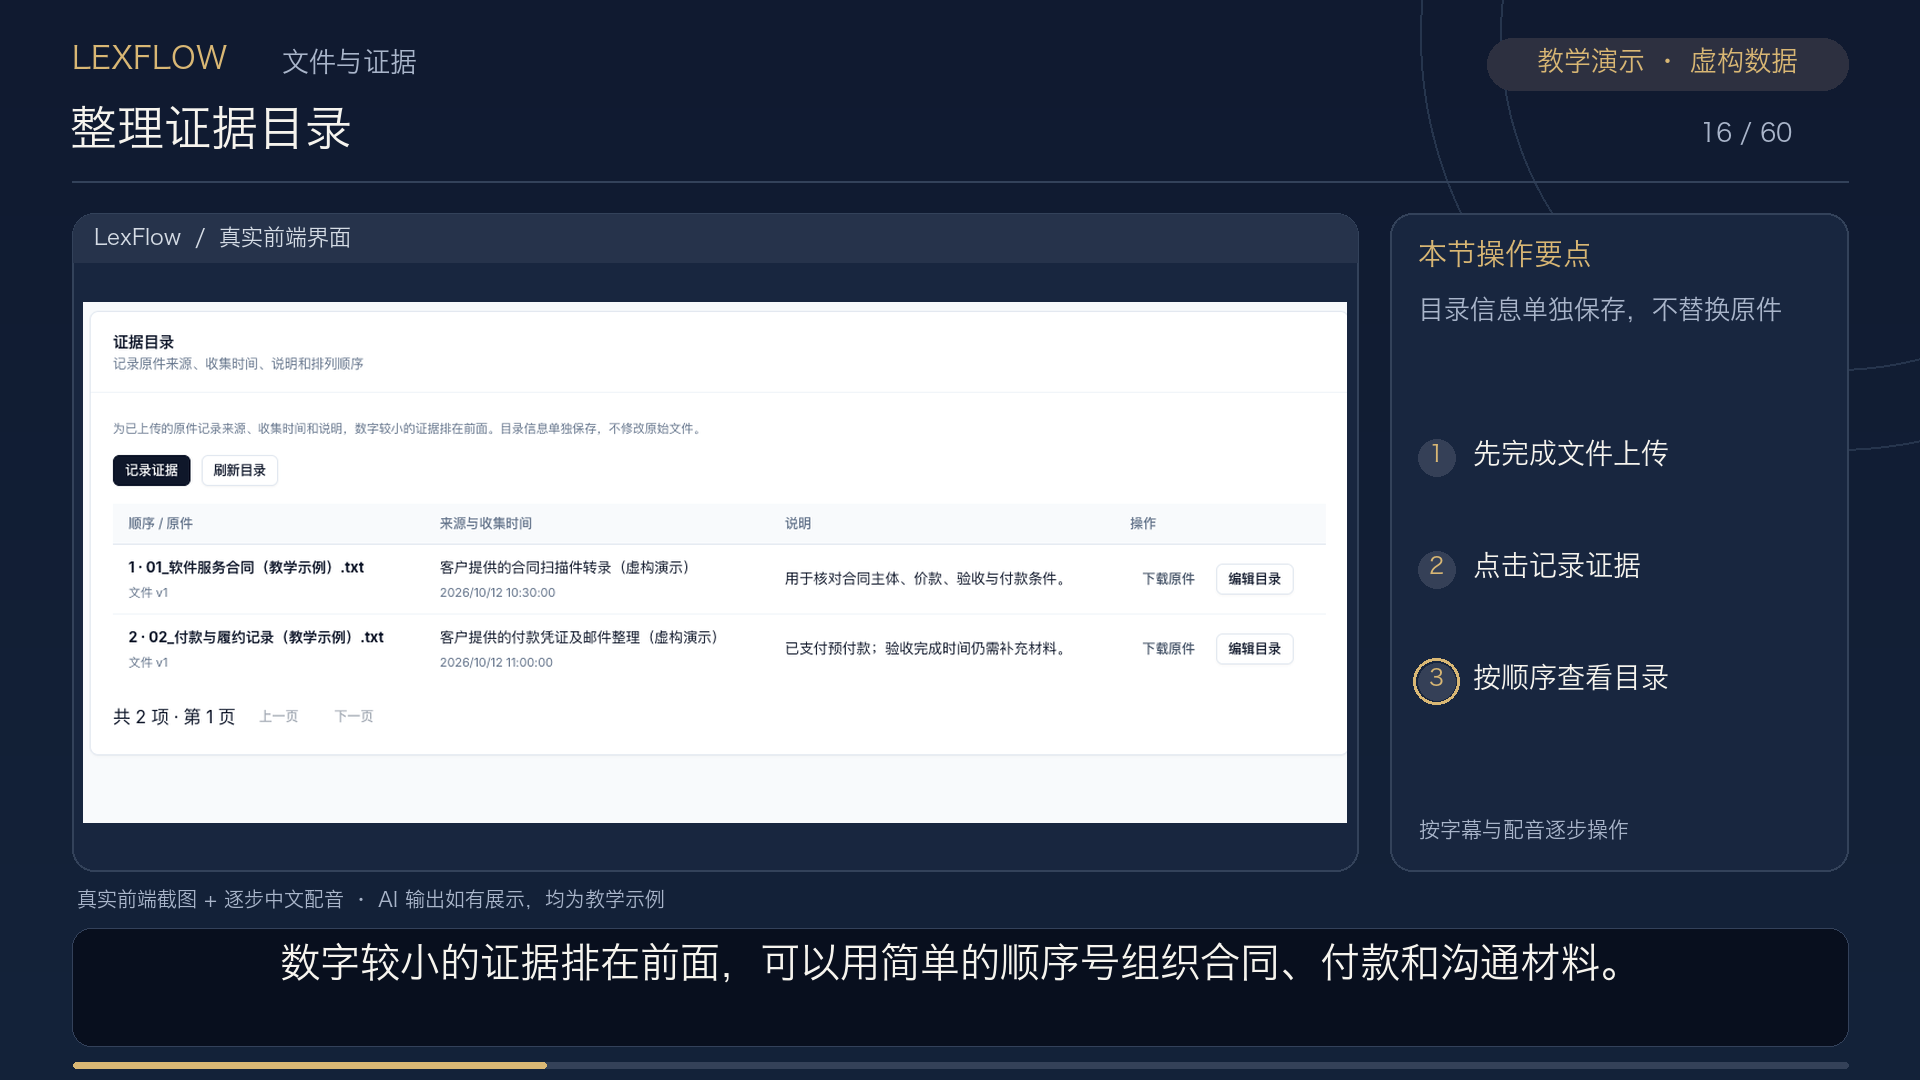 LEXFLOW 文件与证据
教学演示 · 虚构数据
整理证据目录
16 / 60
LexFlow / 真实前端界面
证据目录
记录原件来源、收集时间、说明和排列顺序
为已上传的原件记录来源、收集时间和说明，数字较小的证据排在前面。目录信息单独保存，不修改原始文件。
记录证据 刷新目录
顺序 / 原件 来源与收集时间 说明 操作
1 · 01_软件服务合同（教学示例）.txt 客户提供的合同扫描件转录（虚构演示） 用于核对合同主体、价款、验收与付款条件。 下载原件 编辑目录
文件 v1 2026/10/12 10:30:00
2 · 02_付款与履约记录（教学示例）.txt 客户提供的付款凭证及邮件整理（虚构演示） 已支付预付款；验收完成时间仍需补充材料。 下载原件 编辑目录
文件 v1 2026/10/12 11:00:00
共 2 项 · 第 1 页 上一页 下一页
本节操作要点
目录信息单独保存，不替换原件
1 先完成文件上传
2 点击记录证据
3 按顺序查看目录
按字幕与配音逐步操作
真实前端截图 + 逐步中文配音 · AI 输出如有展示，均为教学示例
数字较小的证据排在前面，可以用简单的顺序号组织合同、付款和沟通材料。